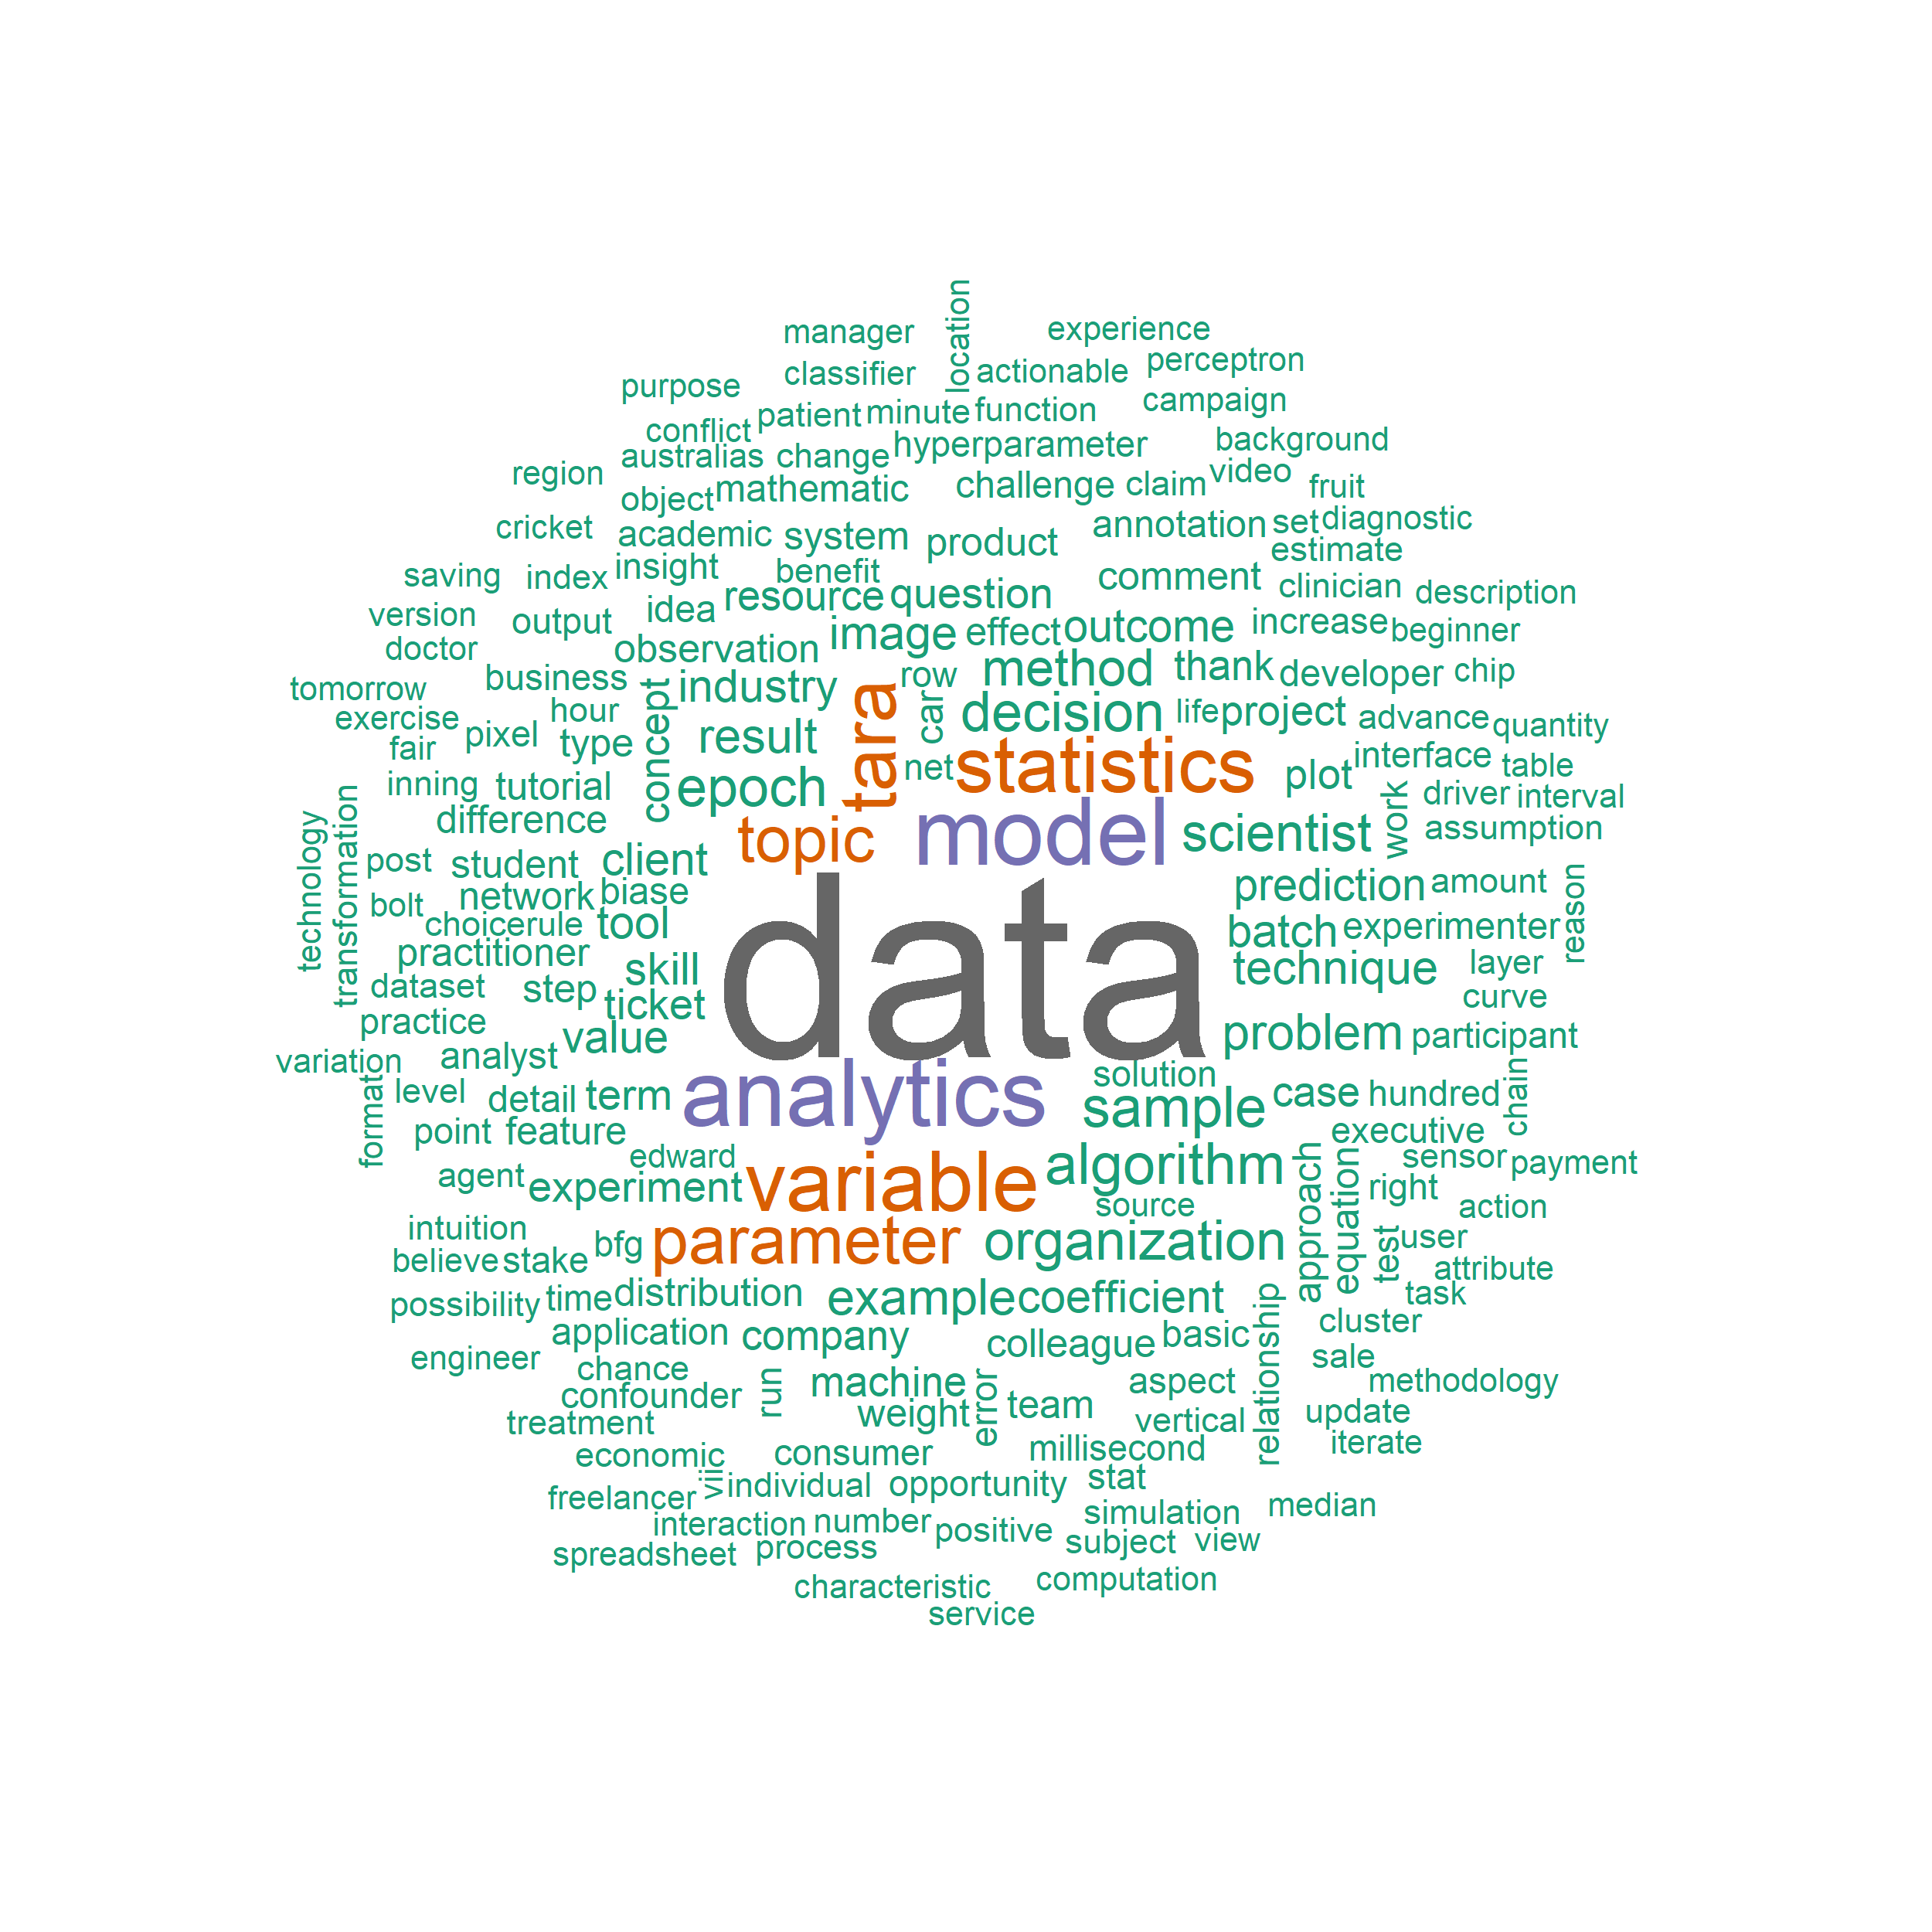 location
manager
experience
perceptron
classifier
actionable
purpose
campaign
patient
minute
function
conflict
background
hyperparameter
australias
change
region
video
object
mathematic
challenge
claim
fruit
cricket
academic
system
product
annotation
set
diagnostic
estimate
saving
index
insight
benefit
comment
clinician
description
version
output
idea
resource
question
doctor
observation
image
effect
outcome
increase
beginner
tomorrow
business
industry
row
method
thank
developer
chip
exercise
hour
concept
tara
car
decision
life
project
advance
quantity
fair
pixel
type
result
interface
table
inning
tutorial
epoch
net
statistics
plot
work
driver
interval
technology
transformation
difference
topic
model
scientist
assumption
post
student
client
prediction
amount
reason
bolt
network
biase
choicerule
tool
data
batch
experimenter
practitioner
skill
technique
layer
dataset
step
ticket
curve
practice
value
problem
participant
variation
analyst
format
level
detail
term
analytics
solution
sample
case
hundred
chain
point
feature
executive
agent
edward
experiment
variable
algorithm
approach
equation
sensor
payment
source
right
action
intuition
bfg
parameter
organization
test
user
believe
stake
attribute
possibility
time
distribution
example
coefficient
relationship
task
application
company
colleague
basic
cluster
engineer
chance
sale
confounder
run
machine
error
aspect
methodology
treatment
weight
team
vertical
update
economic
consumer
millisecond
iterate
freelancer
viii
individual
opportunity
stat
interaction
number
positive
simulation
median
spreadsheet
process
subject
view
characteristic
computation
service